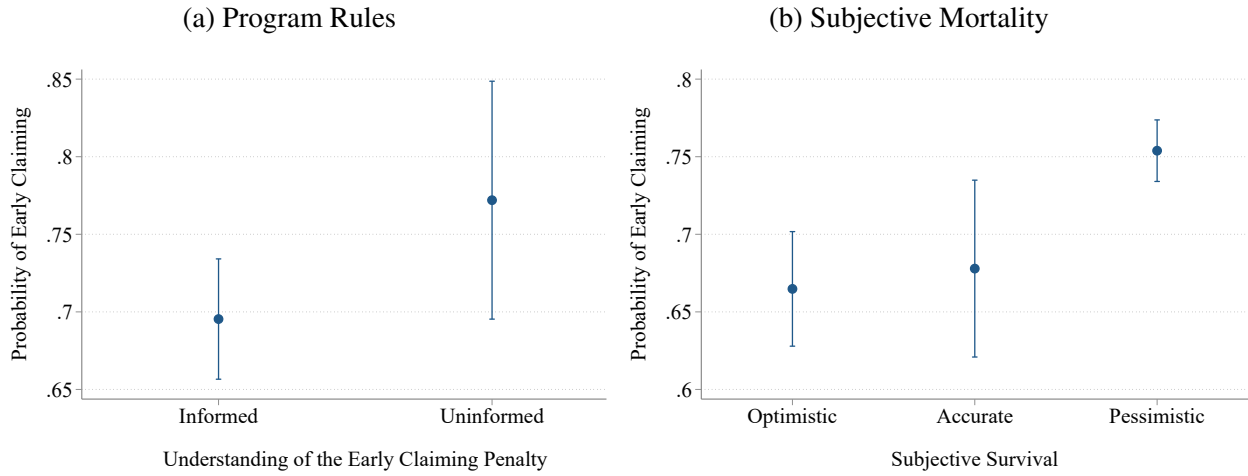 (a) Program Rules
Probability of Early Claiming
.85
.8
.75
.7
.65
Informed
Uninformed
Understanding of the Early Claiming Penalty
(b) Subjective Mortality
Probability of Early Claiming
.8
.75
.7
.65
.6
Optimistic
Accurate
Pessimistic
Subjective Survival